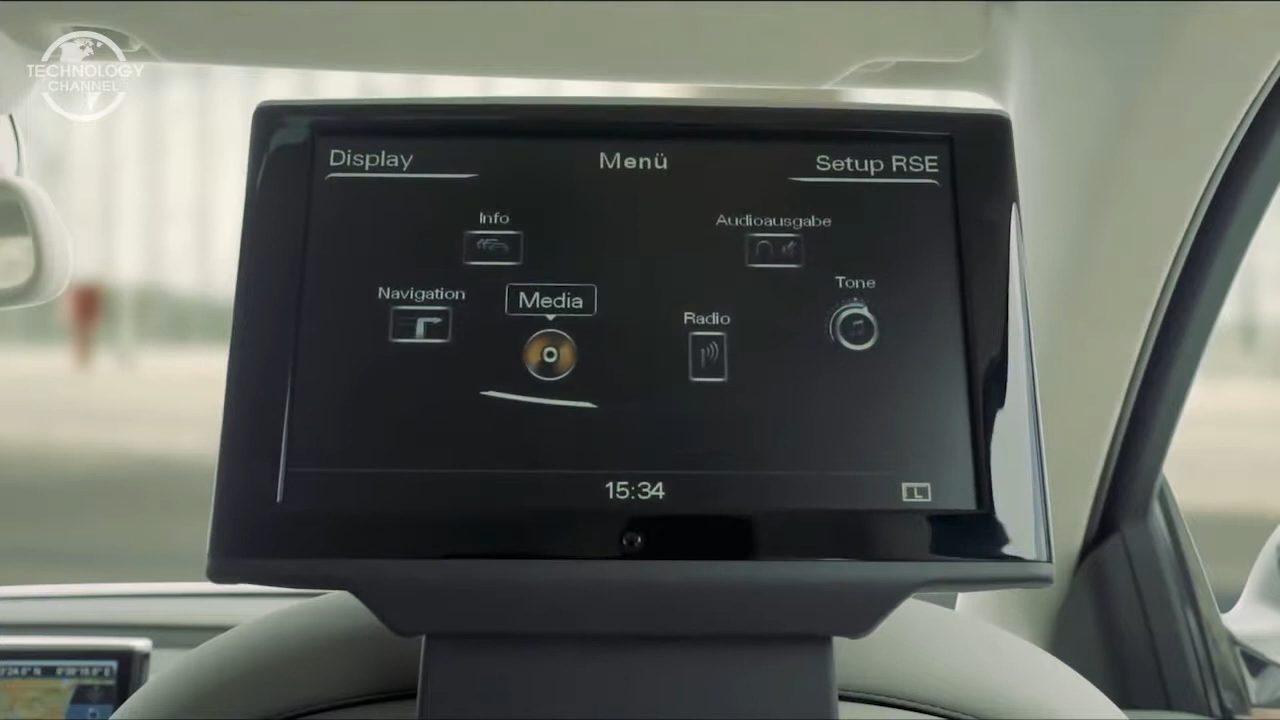 TECHNOLOGY
CHANNEL
Display
Menü
Setup RSE
Info
Audioausgabe
Navigation
Media
Radio
Tone
15:34
L